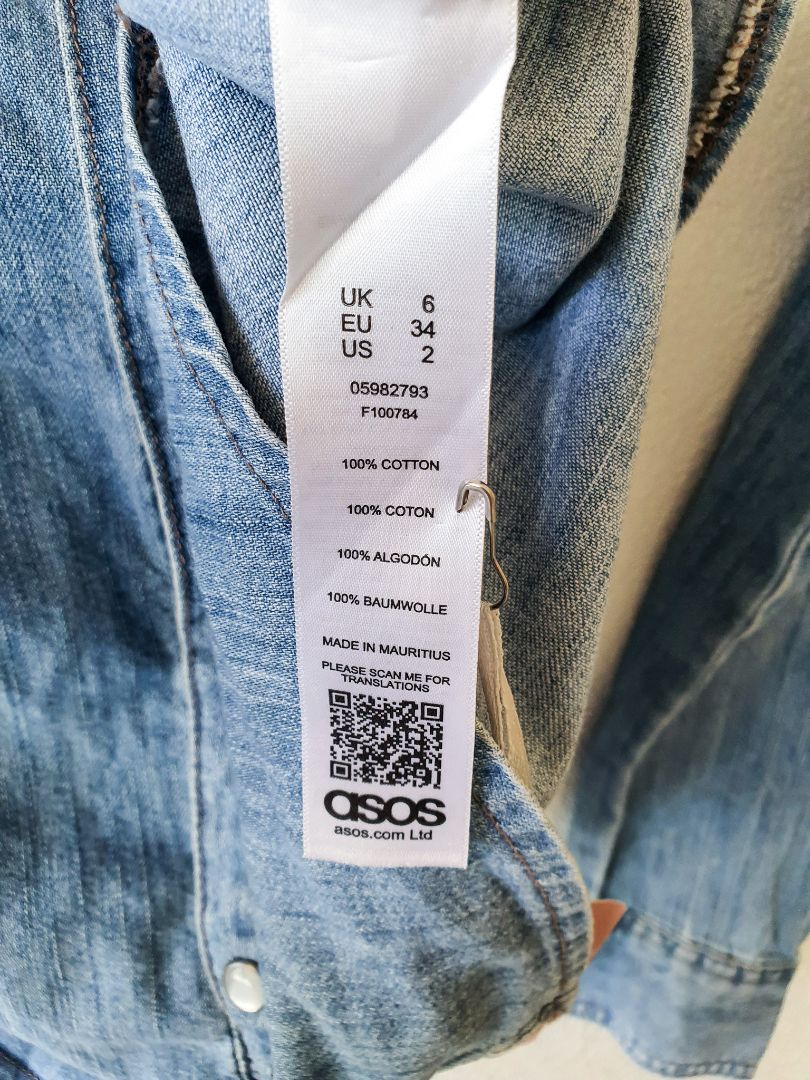 UK 6
EU 34
US 2
05982793
F100784
100% COTTON
100% COTON
100% ALGODÓN
100% BAUMWOLLE
MADE IN MAURITIUS
PLEASE SCAN ME FOR
TRANSLATIONS
asos
asos.com Ltd